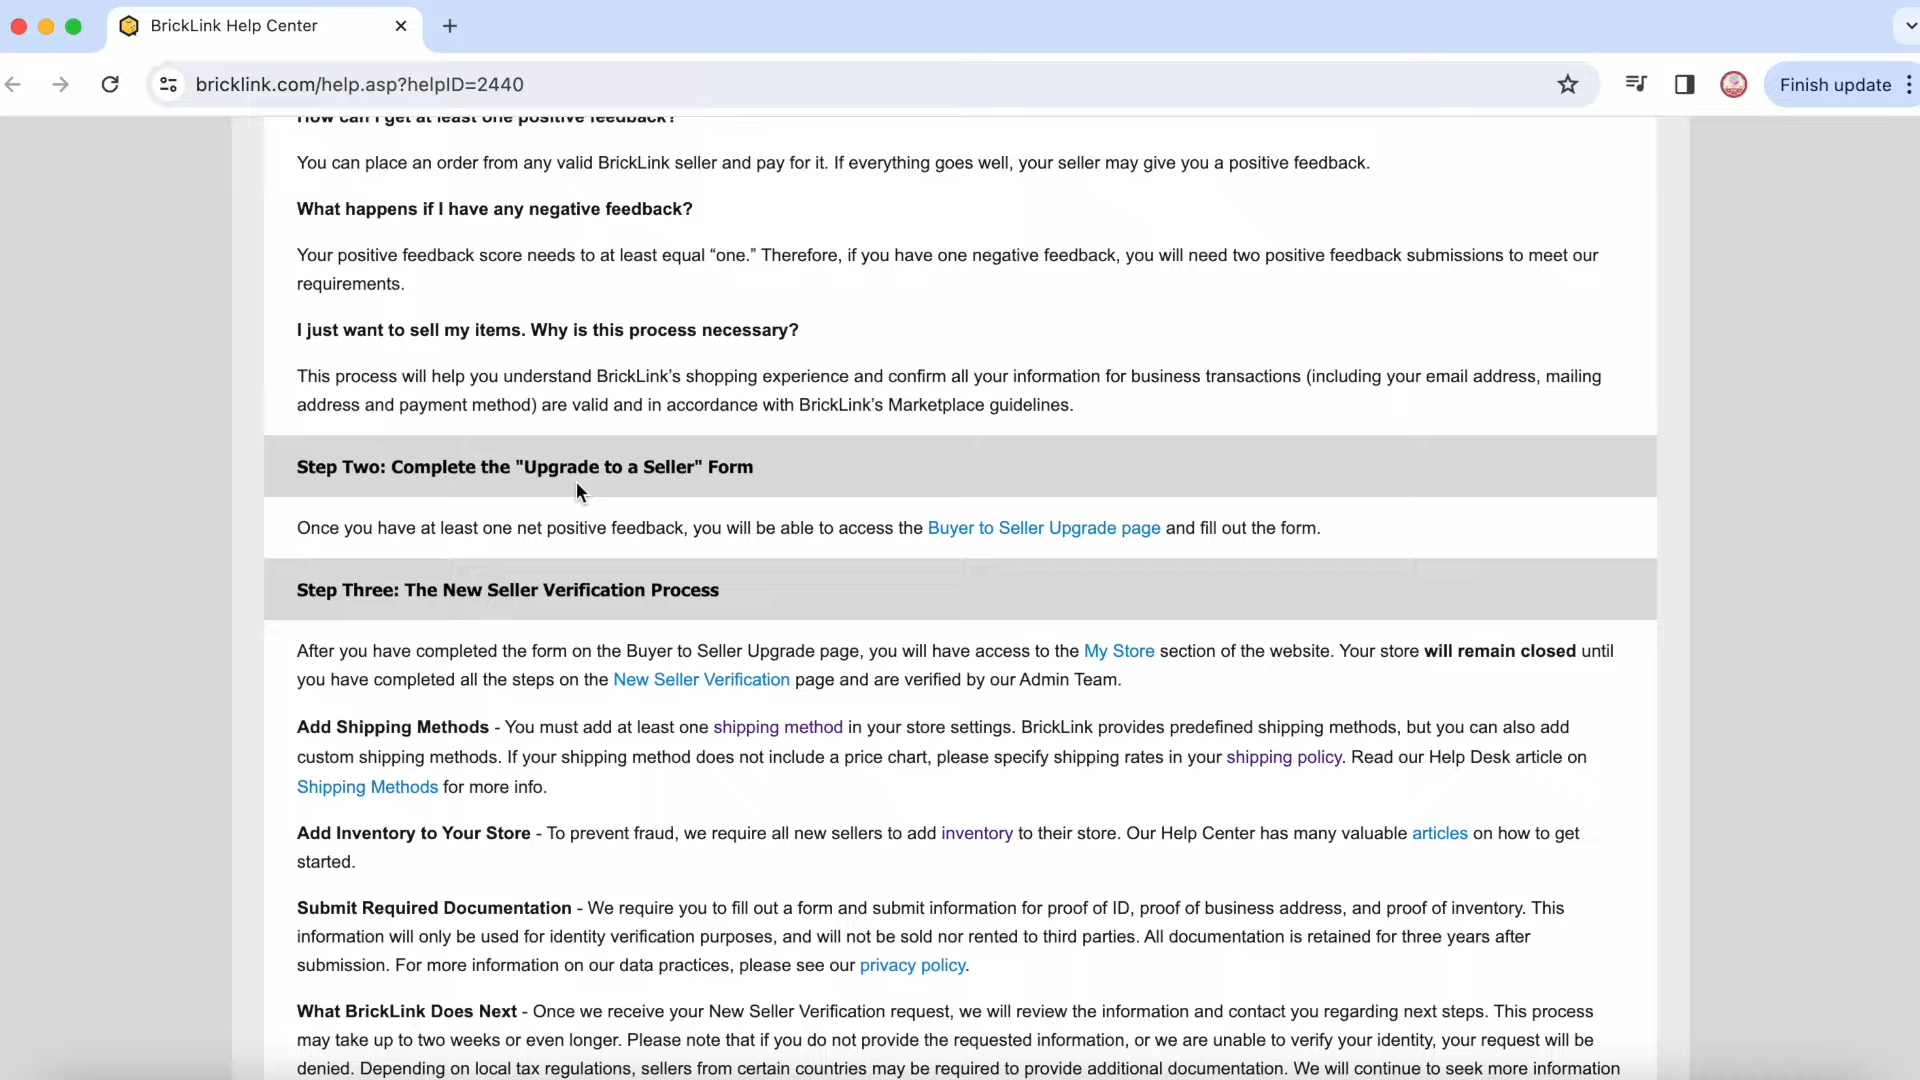 BrickLink Help Center
bricklink.com/help.asp?helpID=2440
Finish update
How can I get at least one positive feedback?
You can place an order from any valid BrickLink seller and pay for it. If everything goes well, your seller may give you a positive feedback.
What happens if I have any negative feedback?
Your positive feedback score needs to at least equal “one.” Therefore, if you have one negative feedback, you will need two positive feedback submissions to meet our
requirements.
I just want to sell my items. Why is this process necessary?
This process will help you understand BrickLink’s shopping experience and confirm all your information for business transactions (including your email address, mailing
address and payment method) are valid and in accordance with BrickLink’s Marketplace guidelines.
Step Two: Complete the "Upgrade to a Seller" Form
Once you have at least one net positive feedback, you will be able to access the Buyer to Seller Upgrade page and fill out the form.
Step Three: The New Seller Verification Process
After you have completed the form on the Buyer to Seller Upgrade page, you will have access to the My Store section of the website. Your store will remain closed until
you have completed all the steps on the New Seller Verification page and are verified by our Admin Team.
Add Shipping Methods - You must add at least one shipping method in your store settings. BrickLink provides predefined shipping methods, but you can also add
custom shipping methods. If your shipping method does not include a price chart, please specify shipping rates in your shipping policy. Read our Help Desk article on
Shipping Methods for more info.
Add Inventory to Your Store - To prevent fraud, we require all new sellers to add inventory to their store. Our Help Center has many valuable articles on how to get
started.
Submit Required Documentation - We require you to fill out a form and submit information for proof of ID, proof of business address, and proof of inventory. This
information will only be used for identity verification purposes, and will not be sold nor rented to third parties. All documentation is retained for three years after
submission. For more information on our data practices, please see our privacy policy.
What BrickLink Does Next - Once we receive your New Seller Verification request, we will review the information and contact you regarding next steps. This process
may take up to two weeks or even longer. Please note that if you do not provide the requested information, or we are unable to verify your identity, your request will be
denied. Depending on local tax regulations, sellers from certain countries may be required to provide additional documentation. We will continue to seek more information